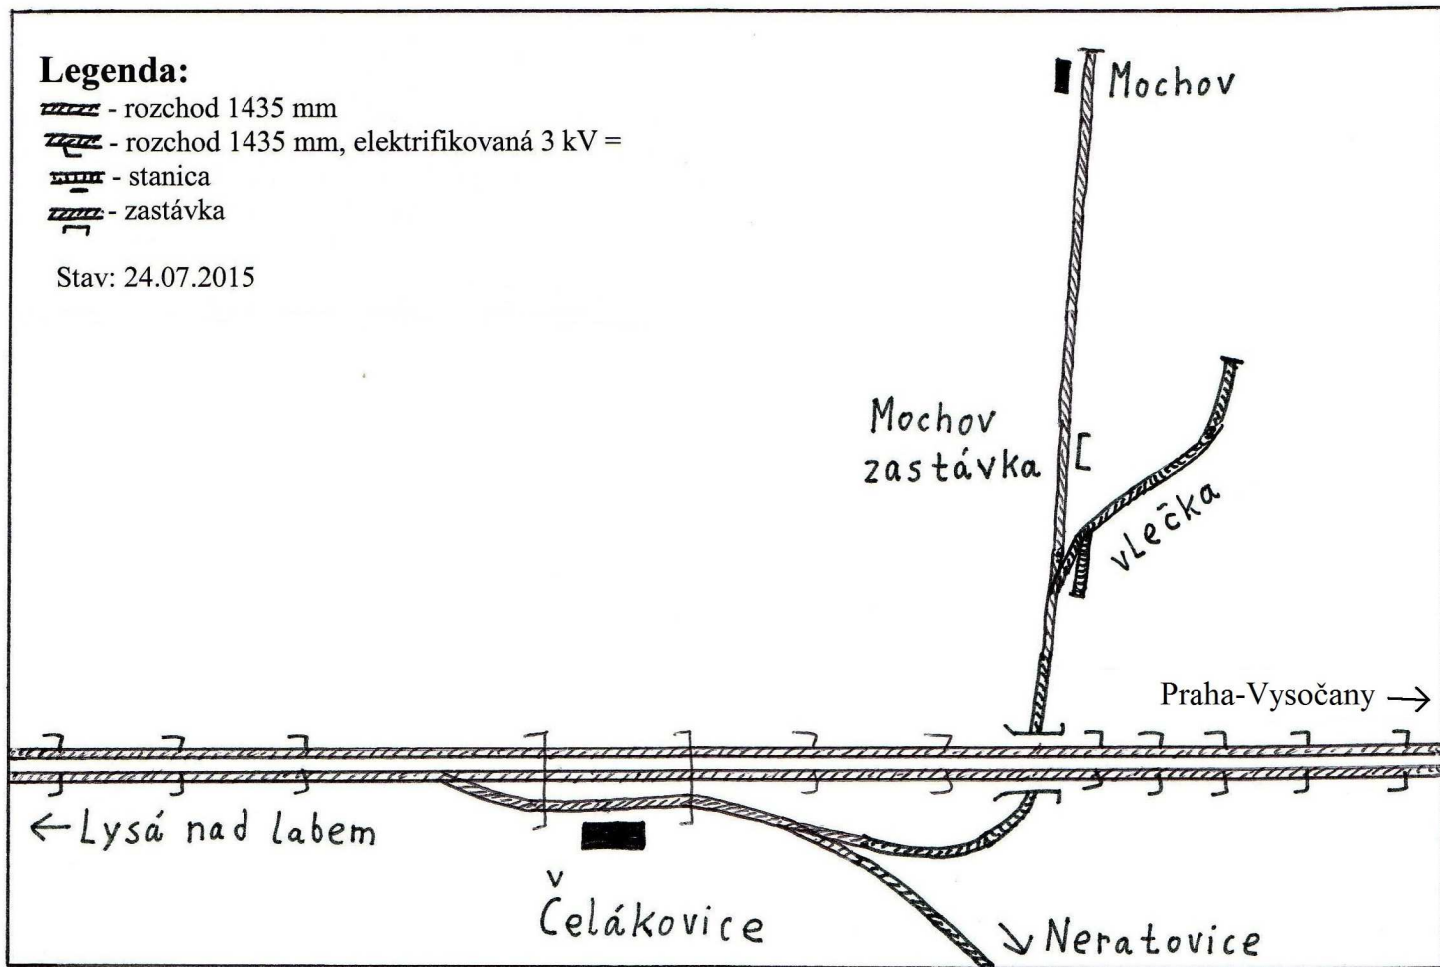 Legenda:
- rozchod 1435 mm
- rozchod 1435 mm, elektrifikovaná 3 kV =
- stanica
- zastávka
Stav: 24.07.2015
Mochov
Mochov
zastávka
vlečka
Praha-Vysočany →
← Lysá nad labem
Čelákovice
↘ Neratovice